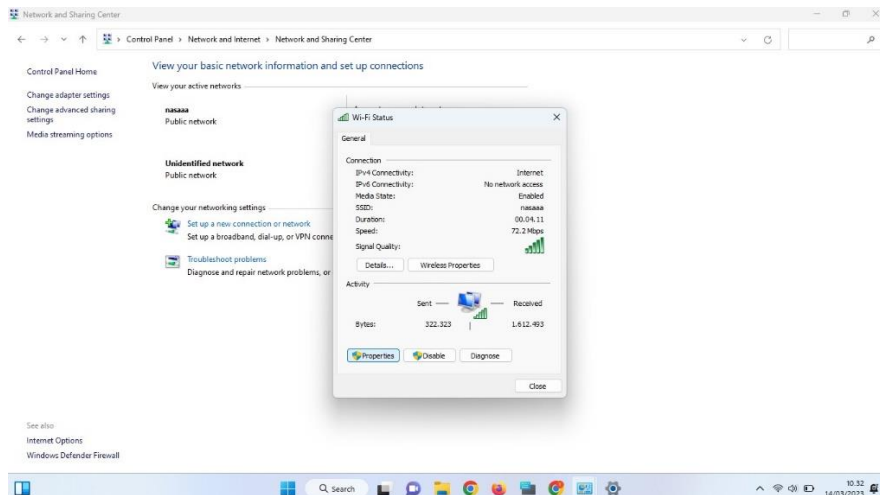 Network and Sharing Center
Control Panel > Network and Internet > Network and Sharing Center
Control Panel Home
Change adapter settings
Change advanced sharing
settings
Media streaming options
View your basic network information and set up connections
View your active networks
nasaaa
Public network
Unidentified network
Public network
Change your networking settings
Set up a new connection or network
Set up a broadband, dial-up, or VPN conne
Troubleshoot problems
Diagnose and repair network problems, or
Wi-Fi Status
General
Connection
IPv4 Connectivity: Internet
IPv6 Connectivity: No network access
Media State: Enabled
SSID: nasaaa
Duration: 00.04.11
Speed: 72.2 Mbps
Signal Quality:
Details... Wireless Properties
Activity
Sent Received
Bytes: 322.323 | 1.612.493
Properties Disable Diagnose
Close
See also
Internet Options
Windows Defender Firewall
Search
10.32
14/03/2023